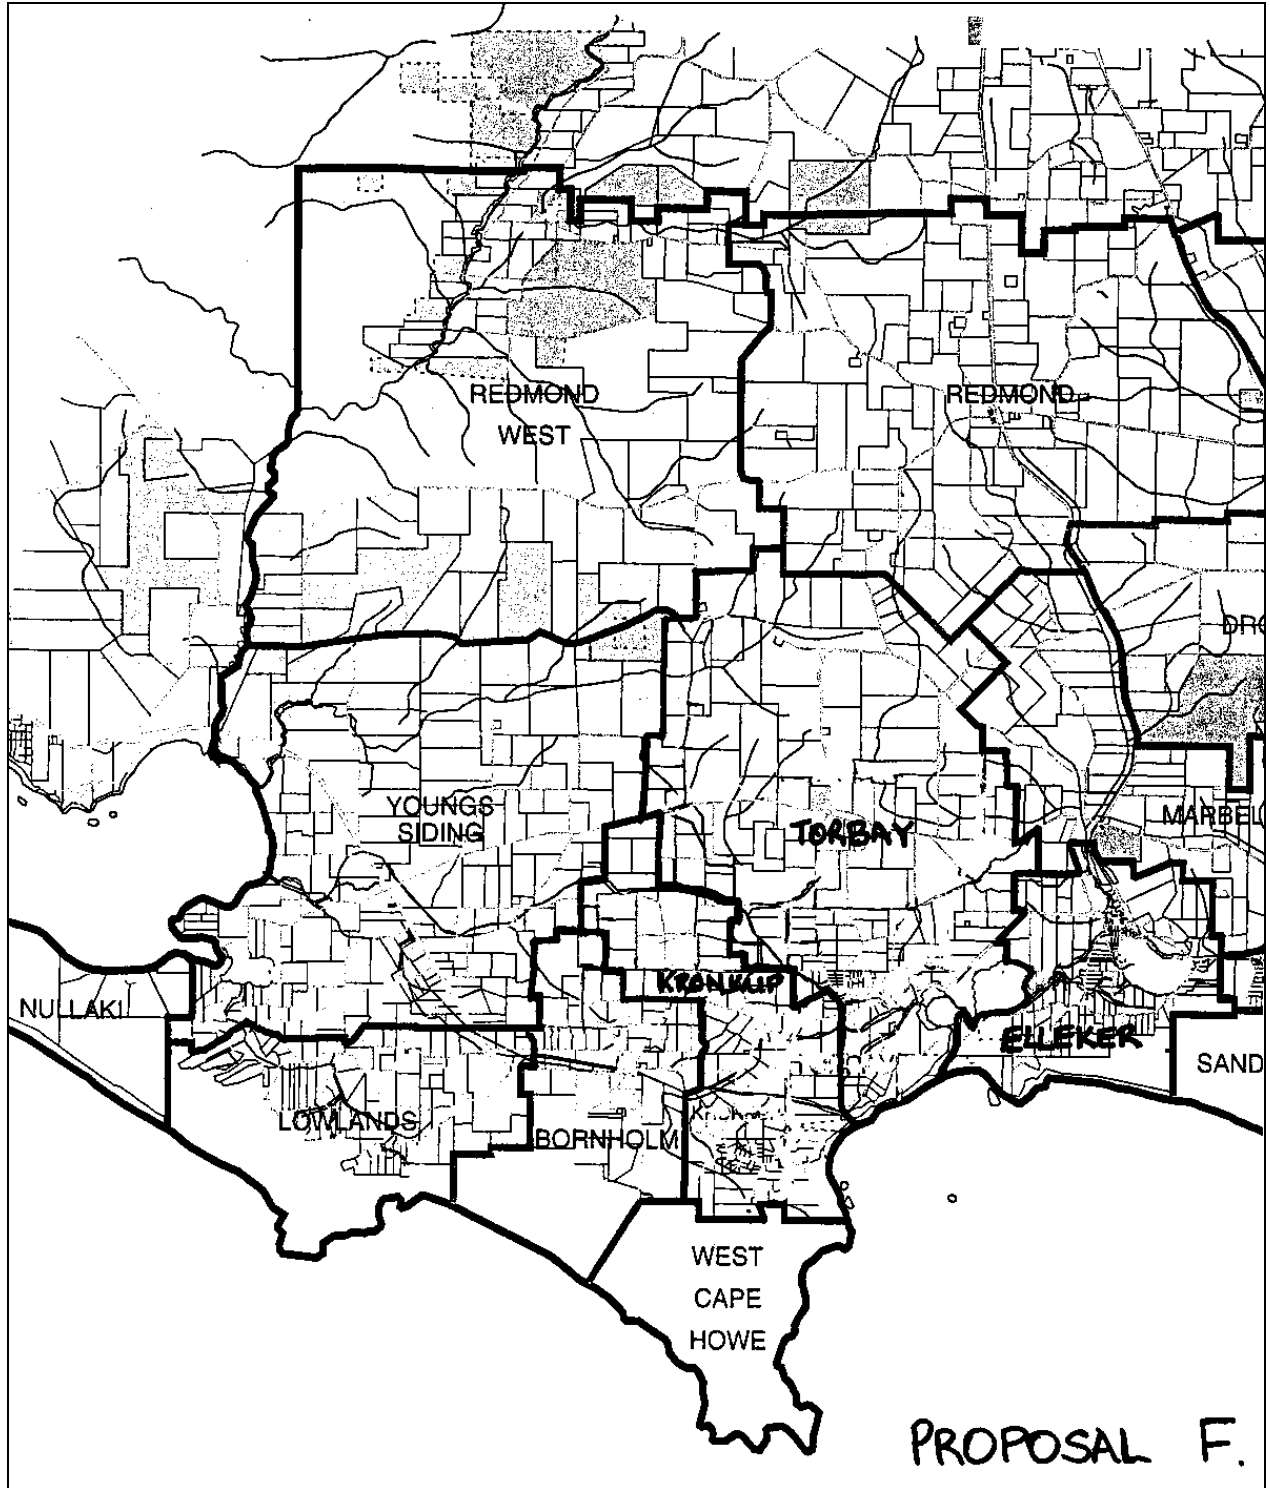 REDMOND
WEST
REDMOND
DRO
YOUNGS
SIDING
TORBAY
MARBEL
NULLAKI
KRONKUP
ELLEKER
SAND
LOWLANDS
BORNHOLM
WEST
CAPE
HOWE
PROPOSAL F.